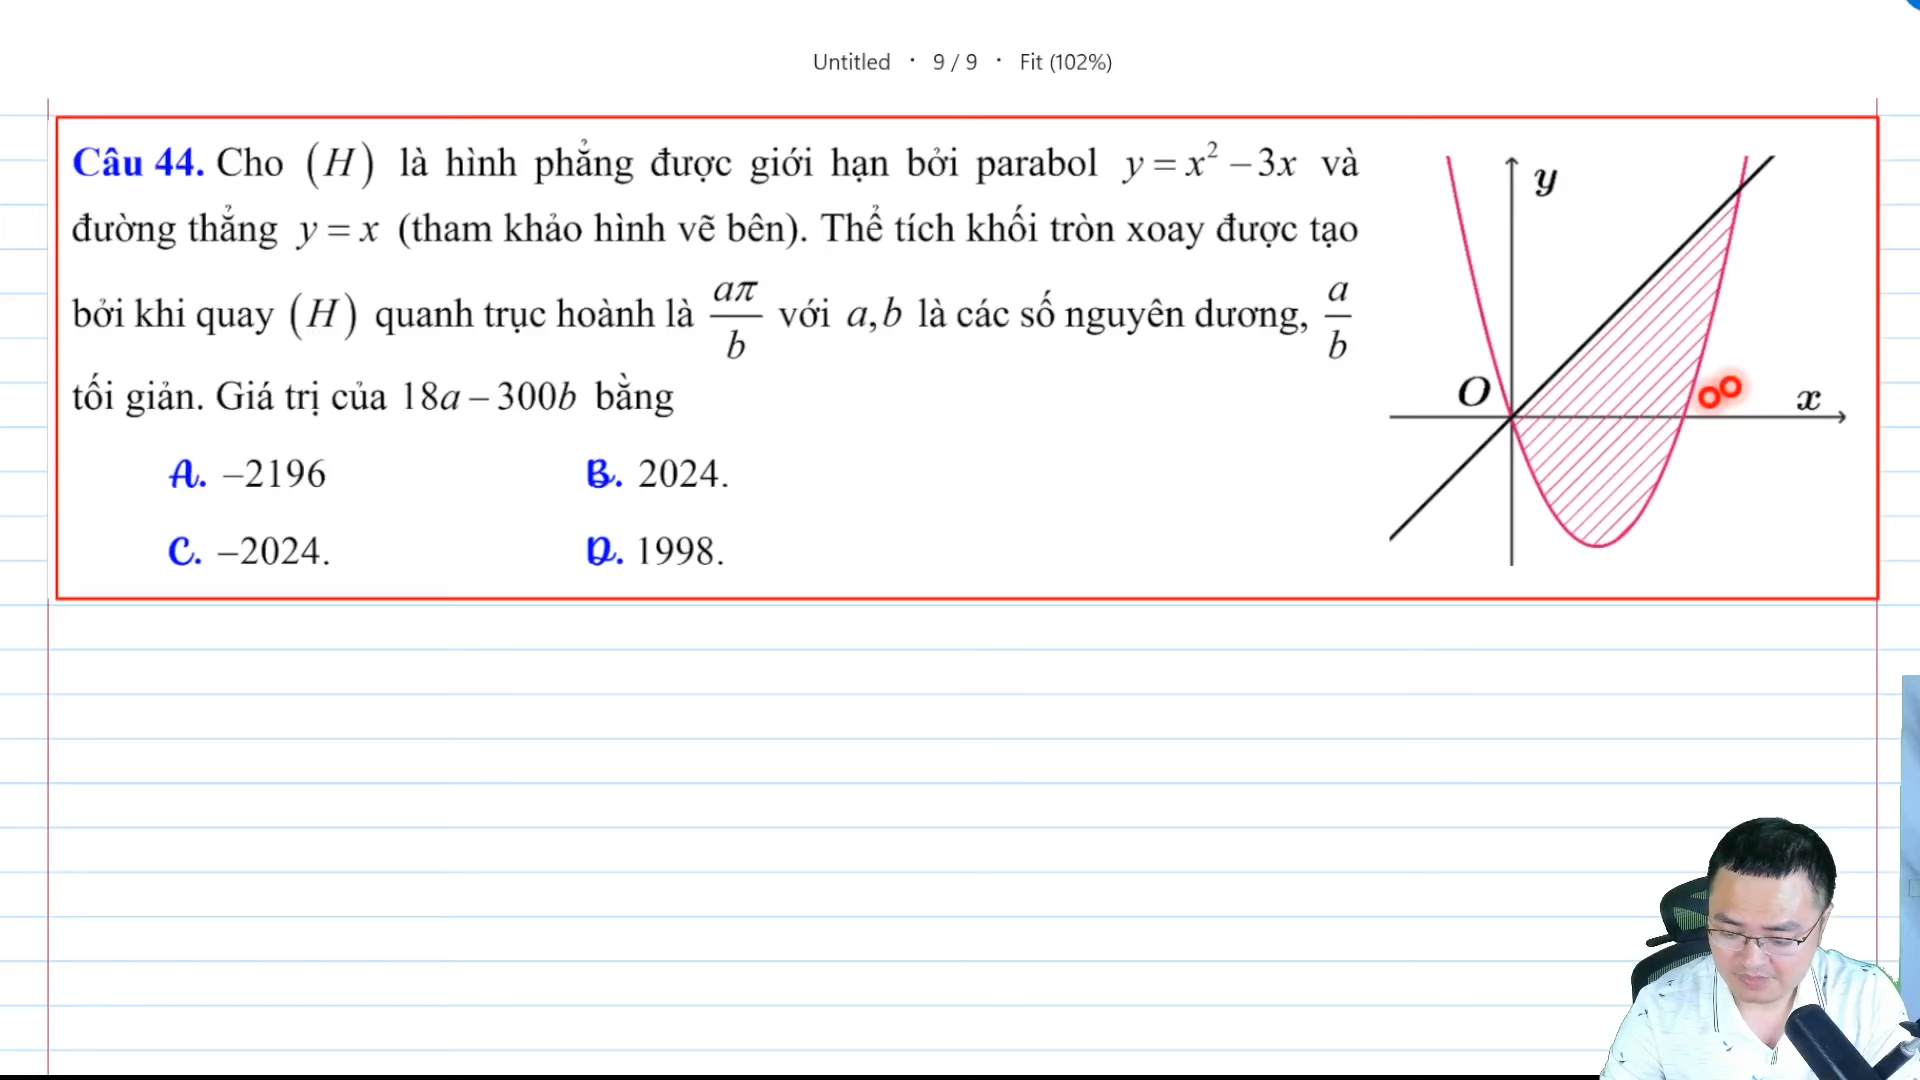 Untitled · 9 / 9 · Fit (102%)
Câu 44. Cho (H) là hình phẳng được giới hạn bởi parabol y = x² − 3x và
đường thẳng y = x (tham khảo hình vẽ bên). Thể tích khối tròn xoay được tạo
bởi khi quay (H) quanh trục hoành là aπ/b với a, b là các số nguyên dương, a/b
tối giản. Giá trị của 18a − 300b bằng
A. −2196 B. 2024.
C. −2024. D. 1998.
y
O
x